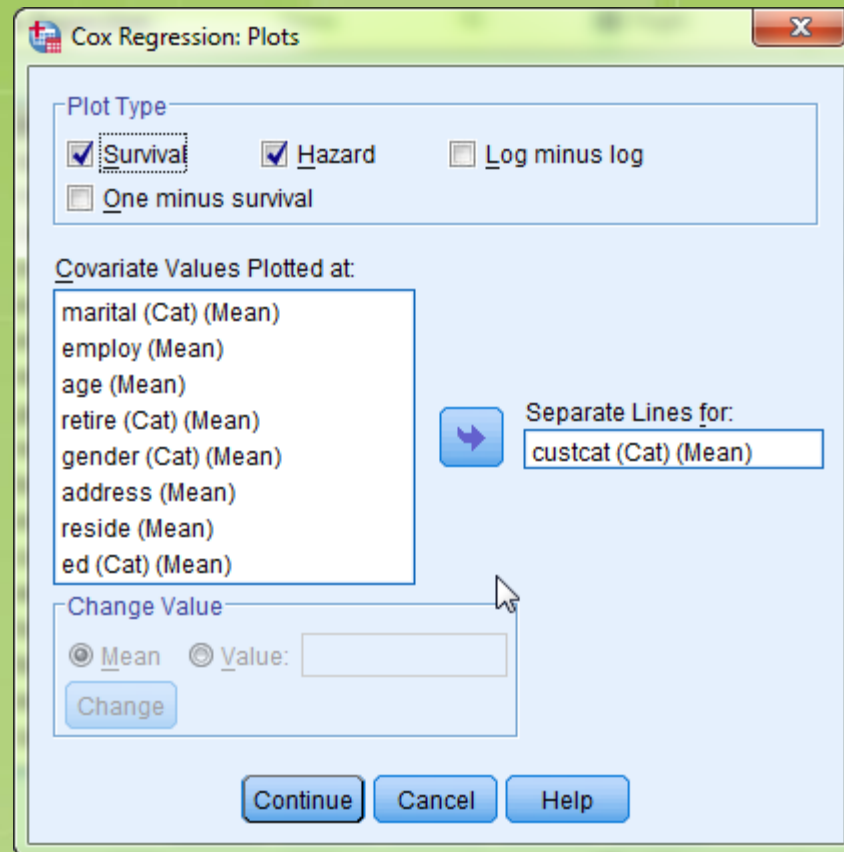 Cox Regression: Plots
Plot Type
Survival Hazard Log minus log
One minus survival
Covariate Values Plotted at:
marital (Cat) (Mean)
employ (Mean)
age (Mean)
retire (Cat) (Mean)
gender (Cat) (Mean)
address (Mean)
reside (Mean)
ed (Cat) (Mean)
Separate Lines for:
custcat (Cat) (Mean)
Change Value
Mean Value:
Change
Continue Cancel Help